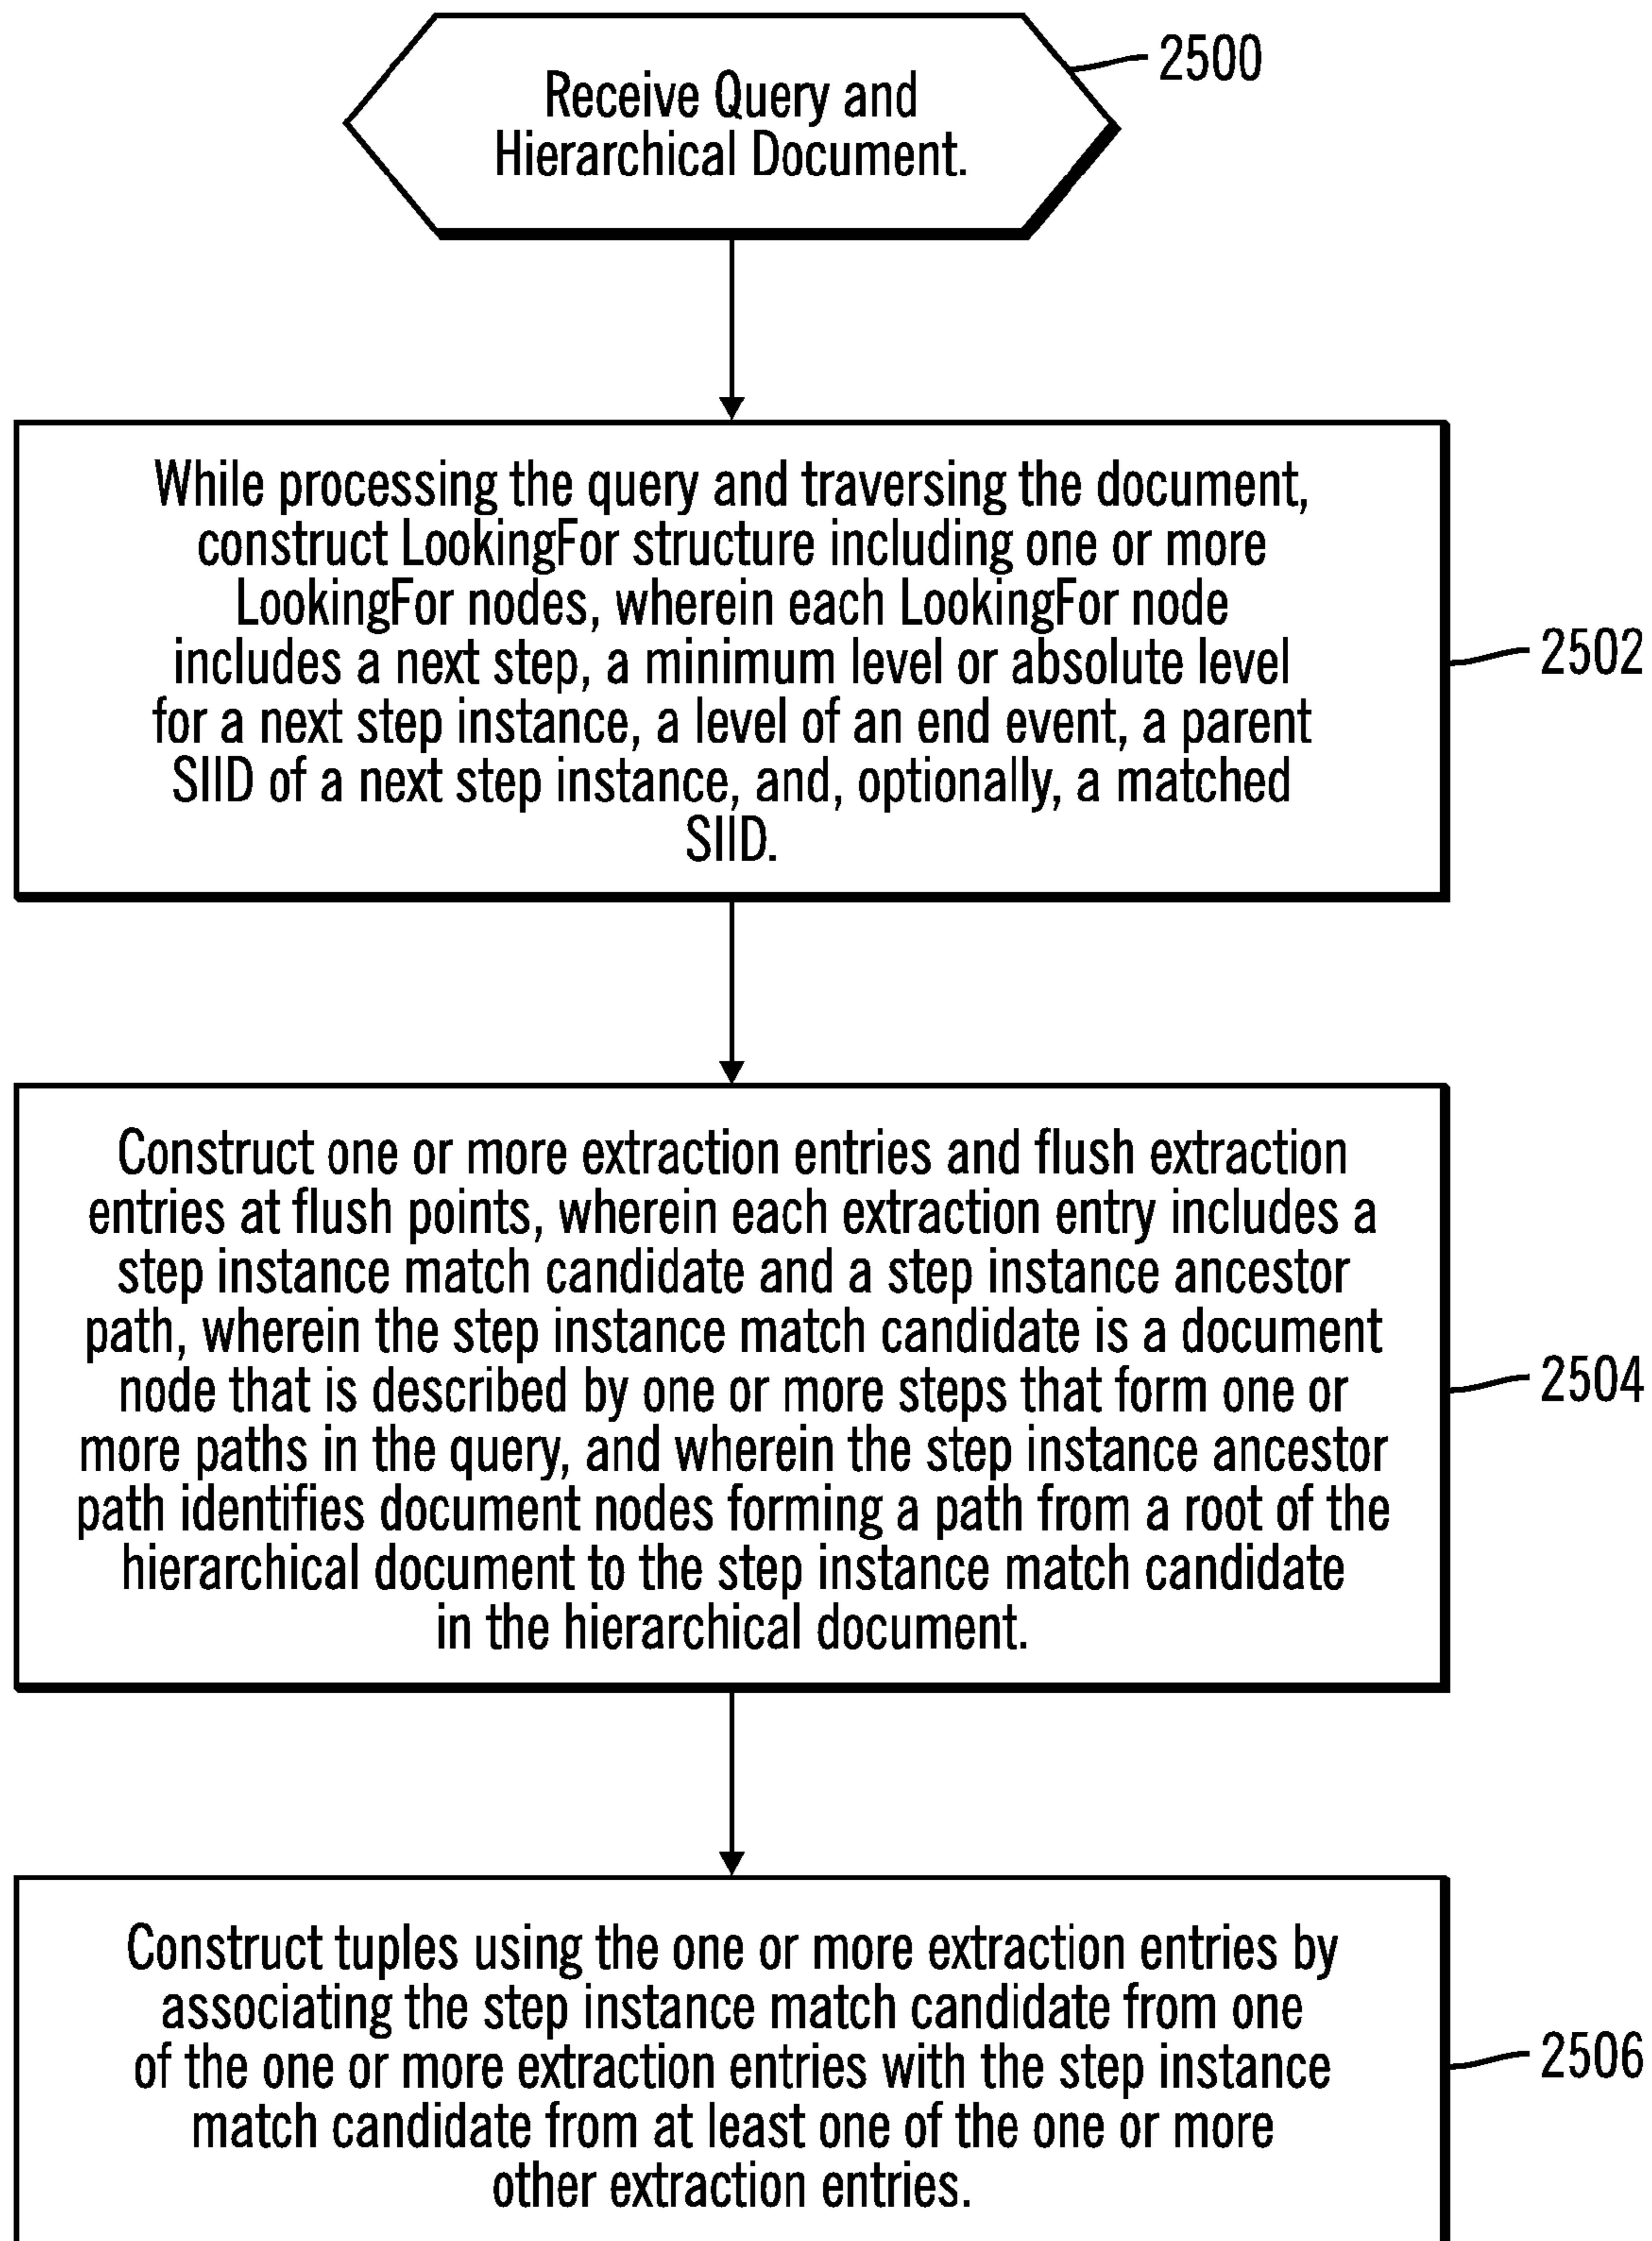 Receive Query and
Hierarchical Document.
2500
While processing the query and traversing the document,
construct LookingFor structure including one or more
LookingFor nodes, wherein each LookingFor node
includes a next step, a minimum level or absolute level
for a next step instance, a level of an end event, a parent
SIID of a next step instance, and, optionally, a matched
SIID.
2502
Construct one or more extraction entries and flush extraction
entries at flush points, wherein each extraction entry includes a
step instance match candidate and a step instance ancestor
path, wherein the step instance match candidate is a document
node that is described by one or more steps that form one or
more paths in the query, and wherein the step instance ancestor
path identifies document nodes forming a path from a root of the
hierarchical document to the step instance match candidate
in the hierarchical document.
2504
Construct tuples using the one or more extraction entries by
associating the step instance match candidate from one
of the one or more extraction entries with the step instance
match candidate from at least one of the one or more
other extraction entries.
2506